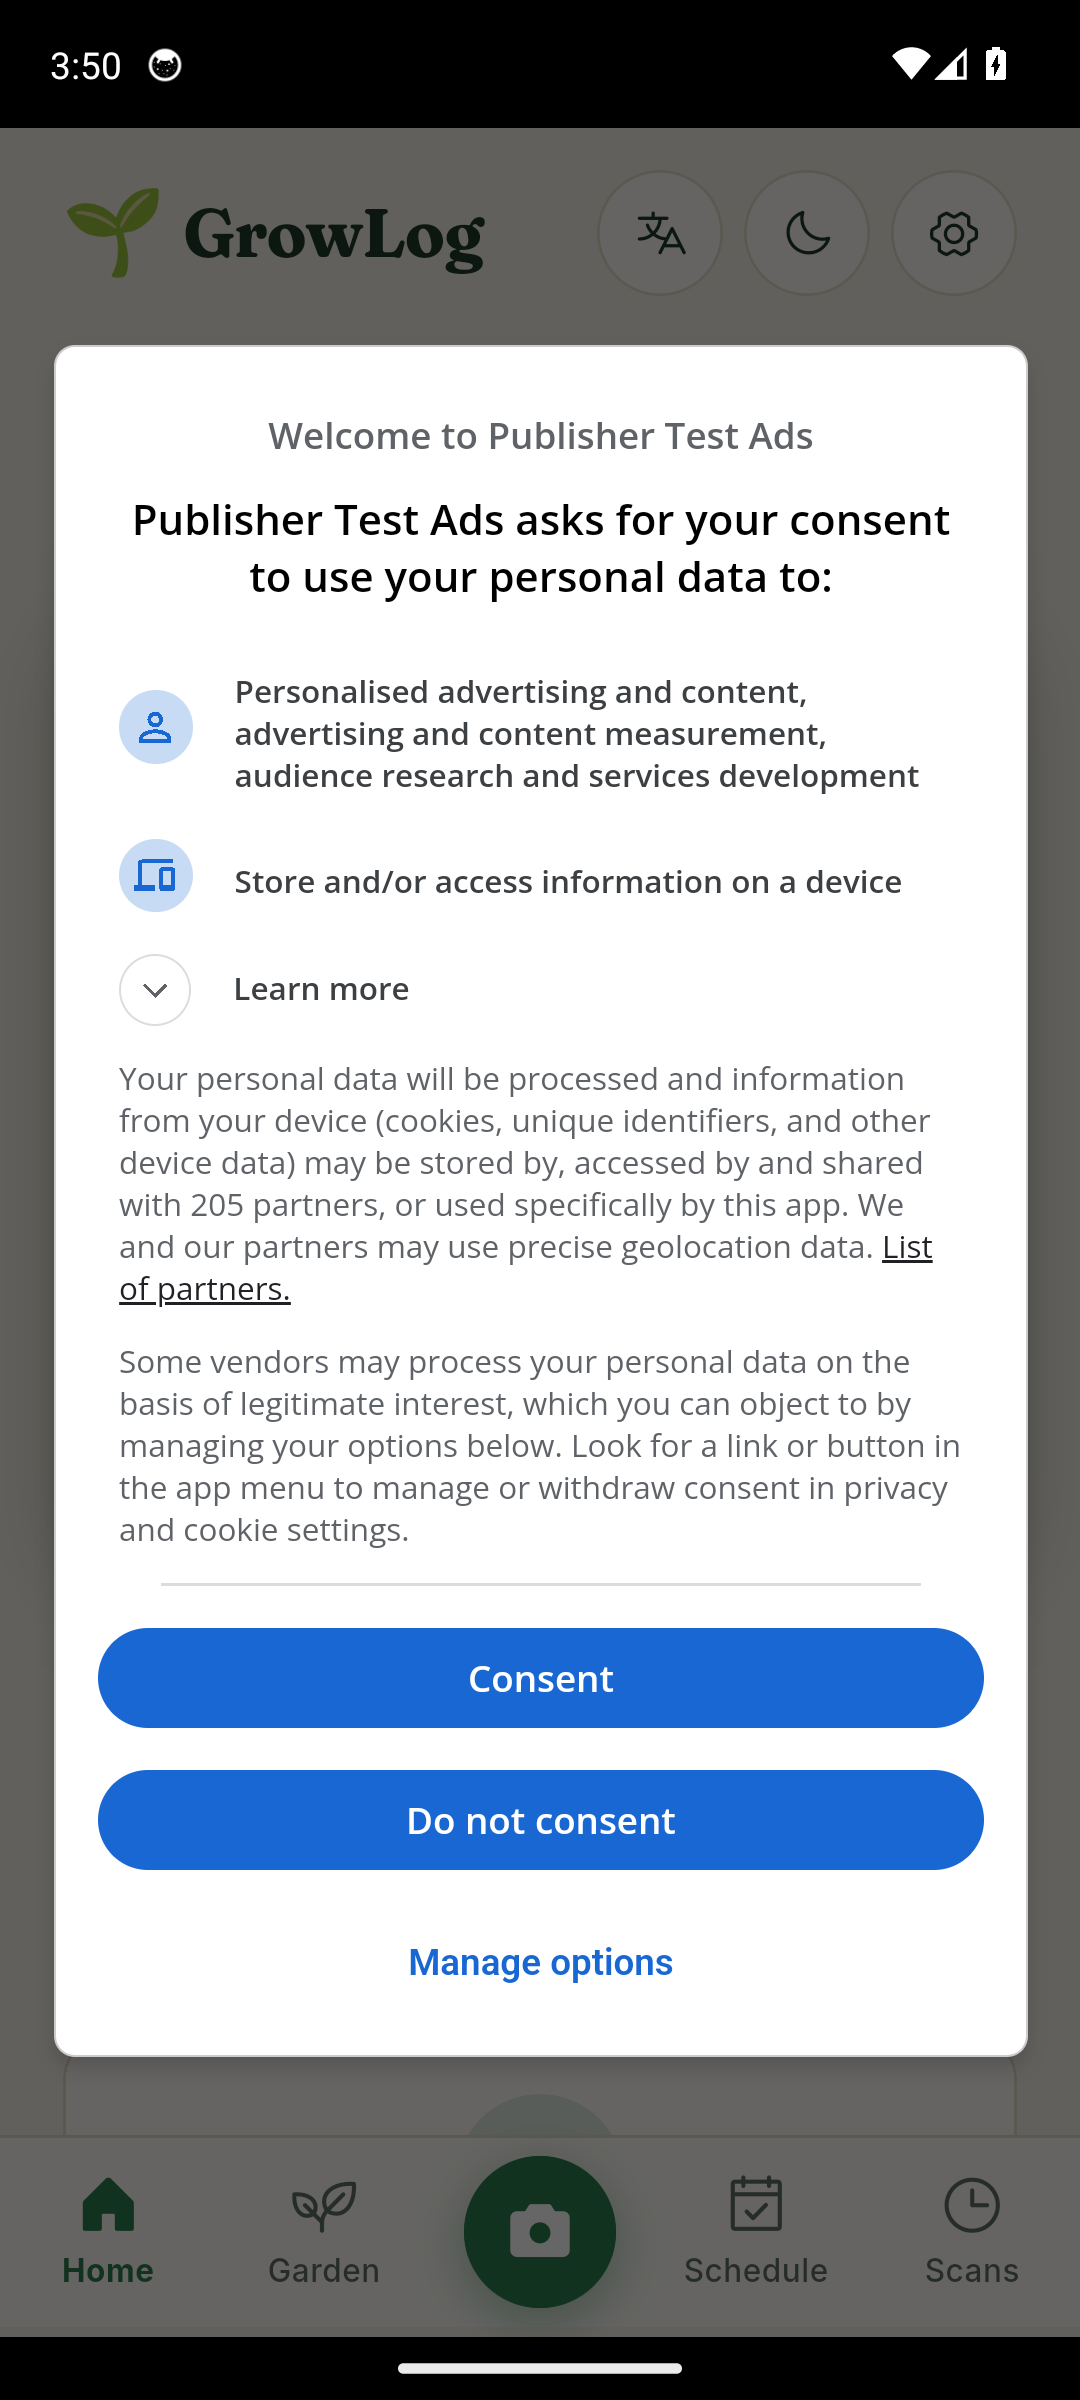 3:50
GrowLog
Welcome to Publisher Test Ads
Publisher Test Ads asks for your consent
to use your personal data to:
Personalised advertising and content,
advertising and content measurement,
audience research and services development
Store and/or access information on a device
Learn more
Your personal data will be processed and information
from your device (cookies, unique identifiers, and other
device data) may be stored by, accessed by and shared
with 205 partners, or used specifically by this app. We
and our partners may use precise geolocation data. List
of partners.
Some vendors may process your personal data on the
basis of legitimate interest, which you can object to by
managing your options below. Look for a link or button in
the app menu to manage or withdraw consent in privacy
and cookie settings.
Consent
Do not consent
Manage options
Home
Garden
Schedule
Scans